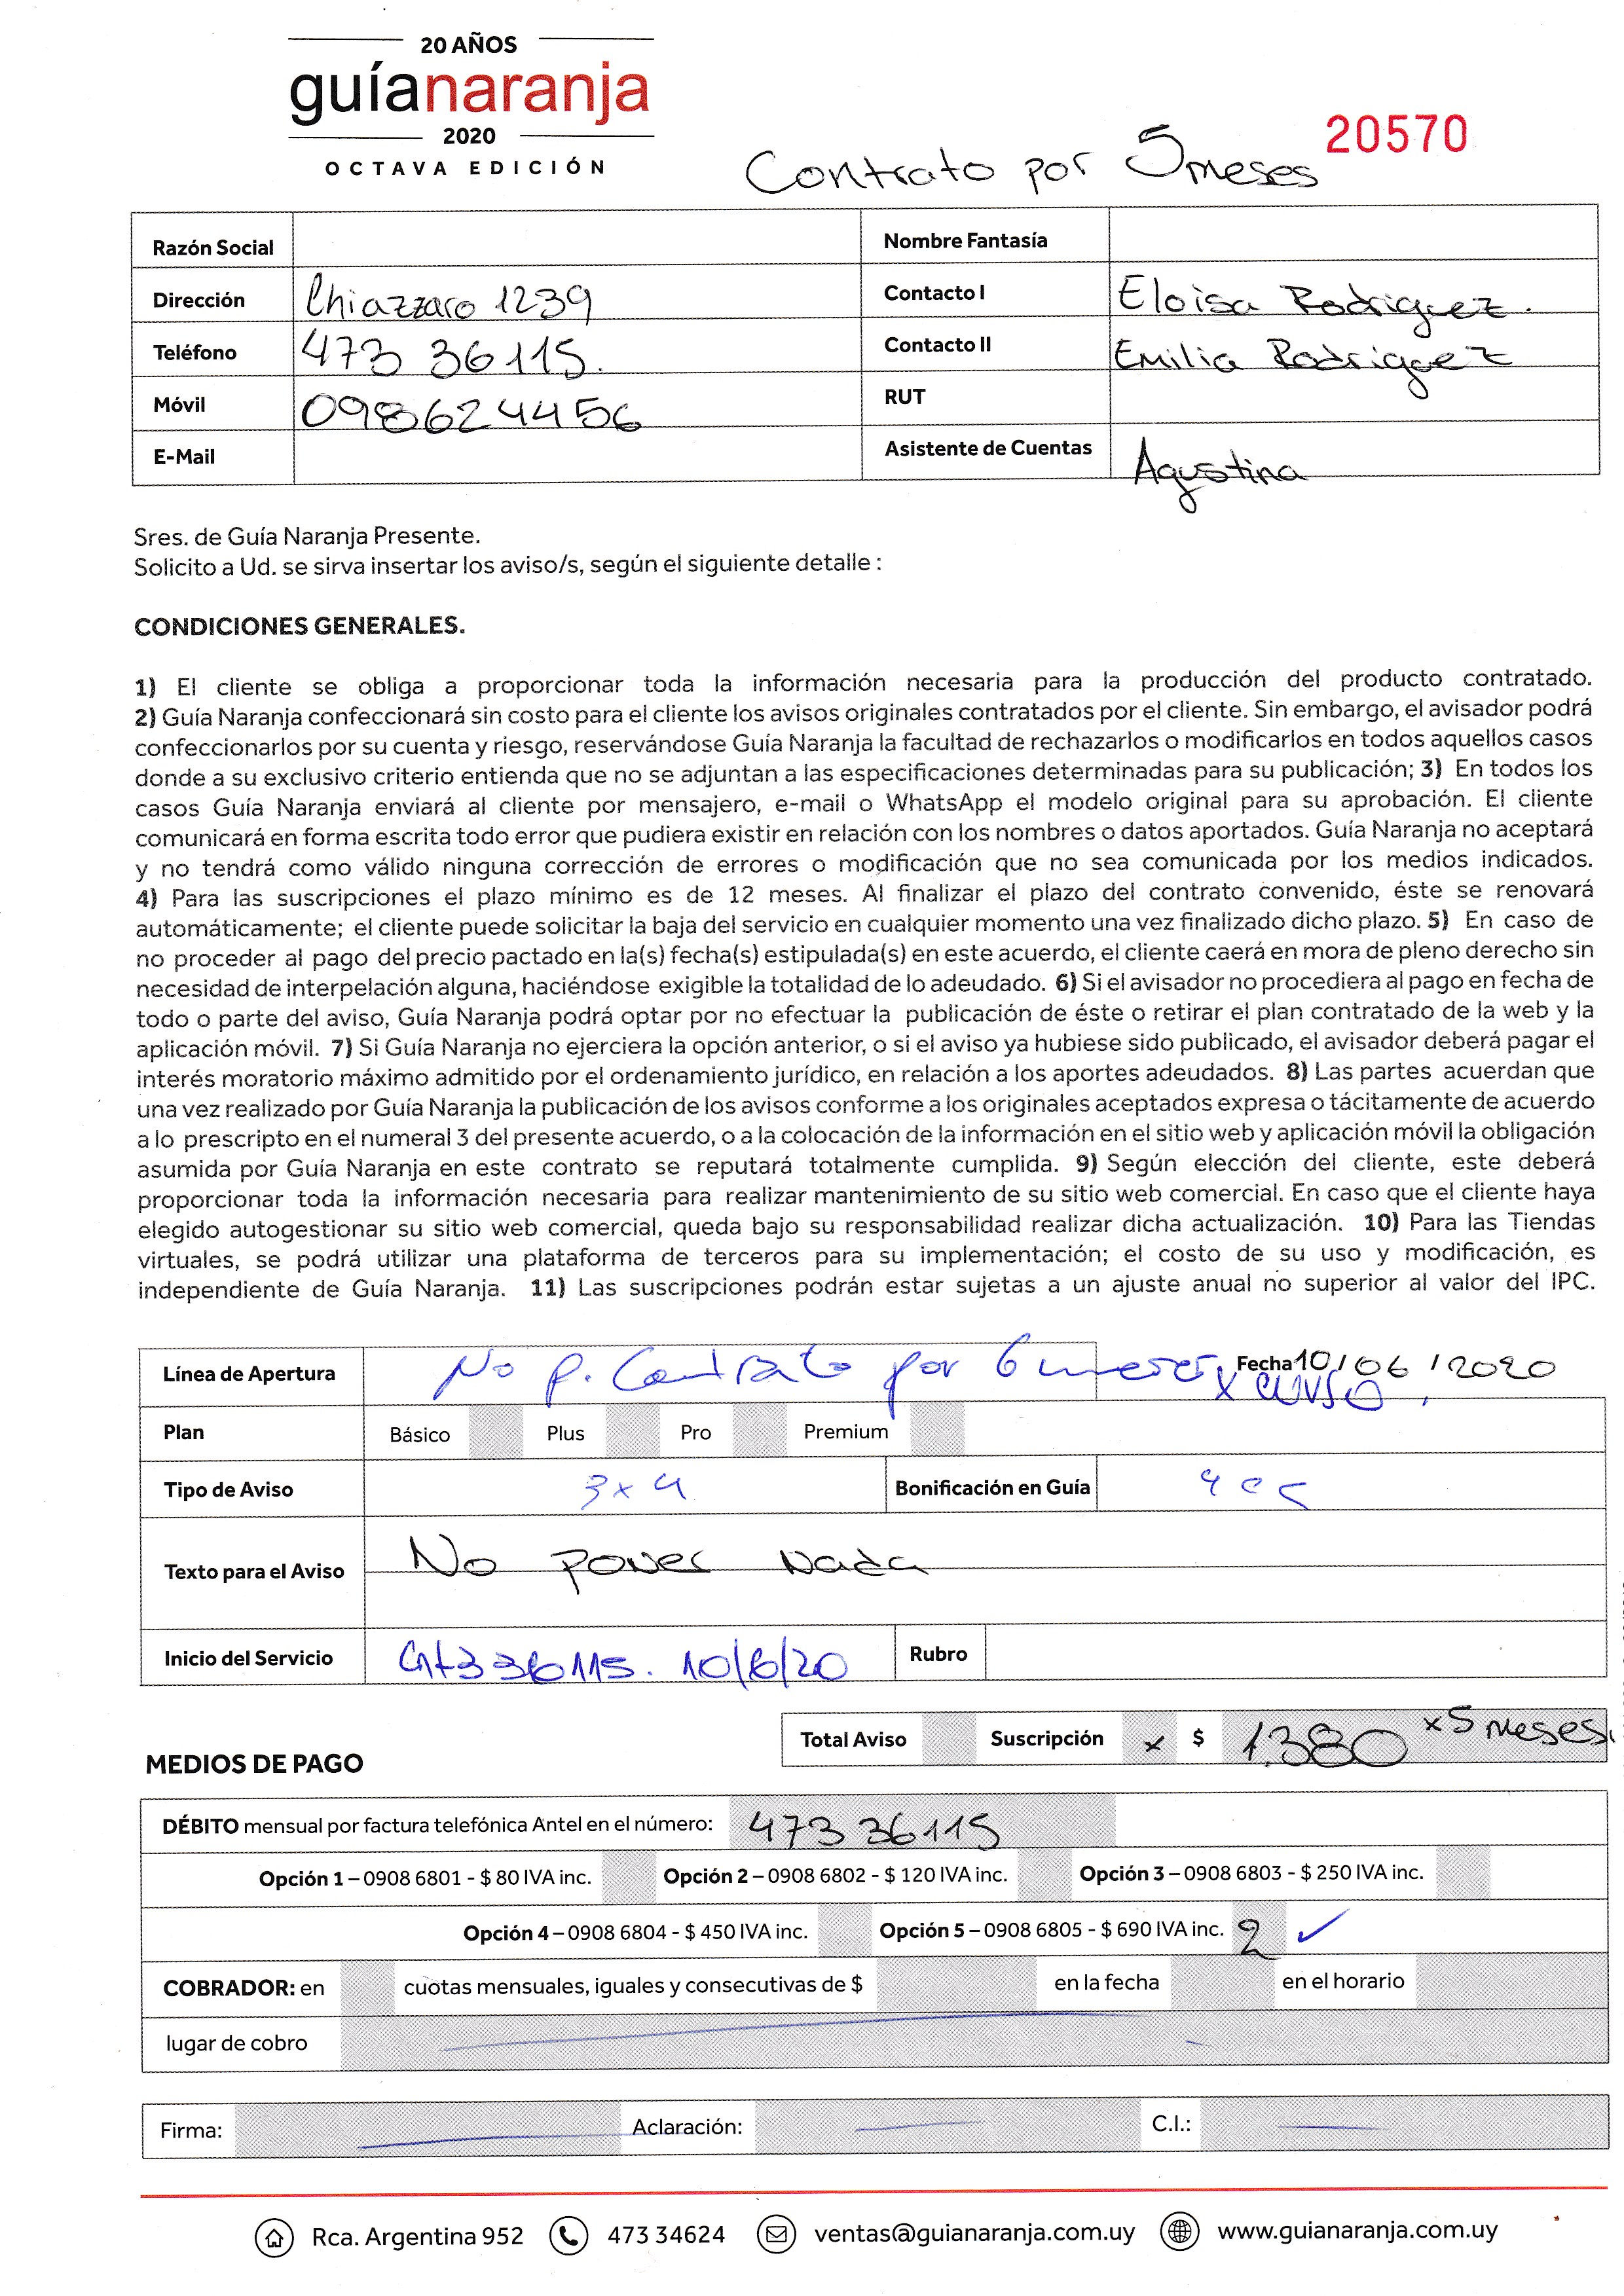 20 AÑOS
guíanaranja
2020
OCTAVA EDICIÓN
20570
Contrato por 5 meses
Razón Social
Nombre Fantasía
Dirección Chiazzaro 1239
Contacto I Eloisa Rodriguez.
Teléfono 473 36115.
Contacto II Emilia Rodriguez
Móvil 098624456
RUT
E-Mail
Asistente de Cuentas Agustina
Sres. de Guía Naranja Presente.
Solicito a Ud. se sirva insertar los aviso/s, según el siguiente detalle :
CONDICIONES GENERALES.
1) El cliente se obliga a proporcionar toda la información necesaria para la producción del producto contratado.
2) Guía Naranja confeccionará sin costo para el cliente los avisos originales contratados por el cliente. Sin embargo, el avisador podrá
confeccionarlos por su cuenta y riesgo, reservándose Guía Naranja la facultad de rechazarlos o modificarlos en todos aquellos casos
donde a su exclusivo criterio entienda que no se adjuntan a las especificaciones determinadas para su publicación; 3) En todos los
casos Guía Naranja enviará al cliente por mensajero, e-mail o WhatsApp el modelo original para su aprobación. El cliente
comunicará en forma escrita todo error que pudiera existir en relación con los nombres o datos aportados. Guía Naranja no aceptará
y no tendrá como válido ninguna corrección de errores o modificación que no sea comunicada por los medios indicados.
4) Para las suscripciones el plazo mínimo es de 12 meses. Al finalizar el plazo del contrato convenido, éste se renovará
automáticamente; el cliente puede solicitar la baja del servicio en cualquier momento una vez finalizado dicho plazo. 5) En caso de
no proceder al pago del precio pactado en la(s) fecha(s) estipulada(s) en este acuerdo, el cliente caerá en mora de pleno derecho sin
necesidad de interpelación alguna, haciéndose exigible la totalidad de lo adeudado. 6) Si el avisador no procediera al pago en fecha de
todo o parte del aviso, Guía Naranja podrá optar por no efectuar la publicación de éste o retirar el plan contratado de la web y la
aplicación móvil. 7) Si Guía Naranja no ejerciera la opción anterior, o si el aviso ya hubiese sido publicado, el avisador deberá pagar el
interés moratorio máximo admitido por el ordenamiento jurídico, en relación a los aportes adeudados. 8) Las partes acuerdan que
una vez realizado por Guía Naranja la publicación de los avisos conforme a los originales aceptados expresa o tácitamente de acuerdo
a lo prescripto en el numeral 3 del presente acuerdo, o a la colocación de la información en el sitio web y aplicación móvil la obligación
asumida por Guía Naranja en este contrato se reputará totalmente cumplida. 9) Según elección del cliente, este deberá
proporcionar toda la información necesaria para realizar mantenimiento de su sitio web comercial. En caso que el cliente haya
elegido autogestionar su sitio web comercial, queda bajo su responsabilidad realizar dicha actualización. 10) Para las Tiendas
virtuales, se podrá utilizar una plataforma de terceros para su implementación; el costo de su uso y modificación, es
independiente de Guía Naranja. 11) Las suscripciones podrán estar sujetas a un ajuste anual no superior al valor del IPC.
Línea de Apertura No p. Contrato por 6 meses
Fecha 10/06/2020
x curso
Plan Básico Plus Pro Premium
Tipo de Aviso 3x4
Bonificación en Guía
Texto para el Aviso No poner nada
Inicio del Servicio 47336115. 10/6/20
Rubro
Total Aviso Suscripción x $ 1.380 x 5 meses
MEDIOS DE PAGO
DÉBITO mensual por factura telefónica Antel en el número: 473 36115
Opción 1 – 0908 6801 - $ 80 IVA inc. Opción 2 – 0908 6802 - $ 120 IVA inc. Opción 3 – 0908 6803 - $ 250 IVA inc.
Opción 4 – 0908 6804 - $ 450 IVA inc. Opción 5 – 0908 6805 - $ 690 IVA inc. 2 ✓
COBRADOR: en cuotas mensuales, iguales y consecutivas de $ en la fecha en el horario
lugar de cobro
Firma: Aclaración: C.I.:
Rca. Argentina 952 473 34624 ventas@guianaranja.com.uy www.guianaranja.com.uy